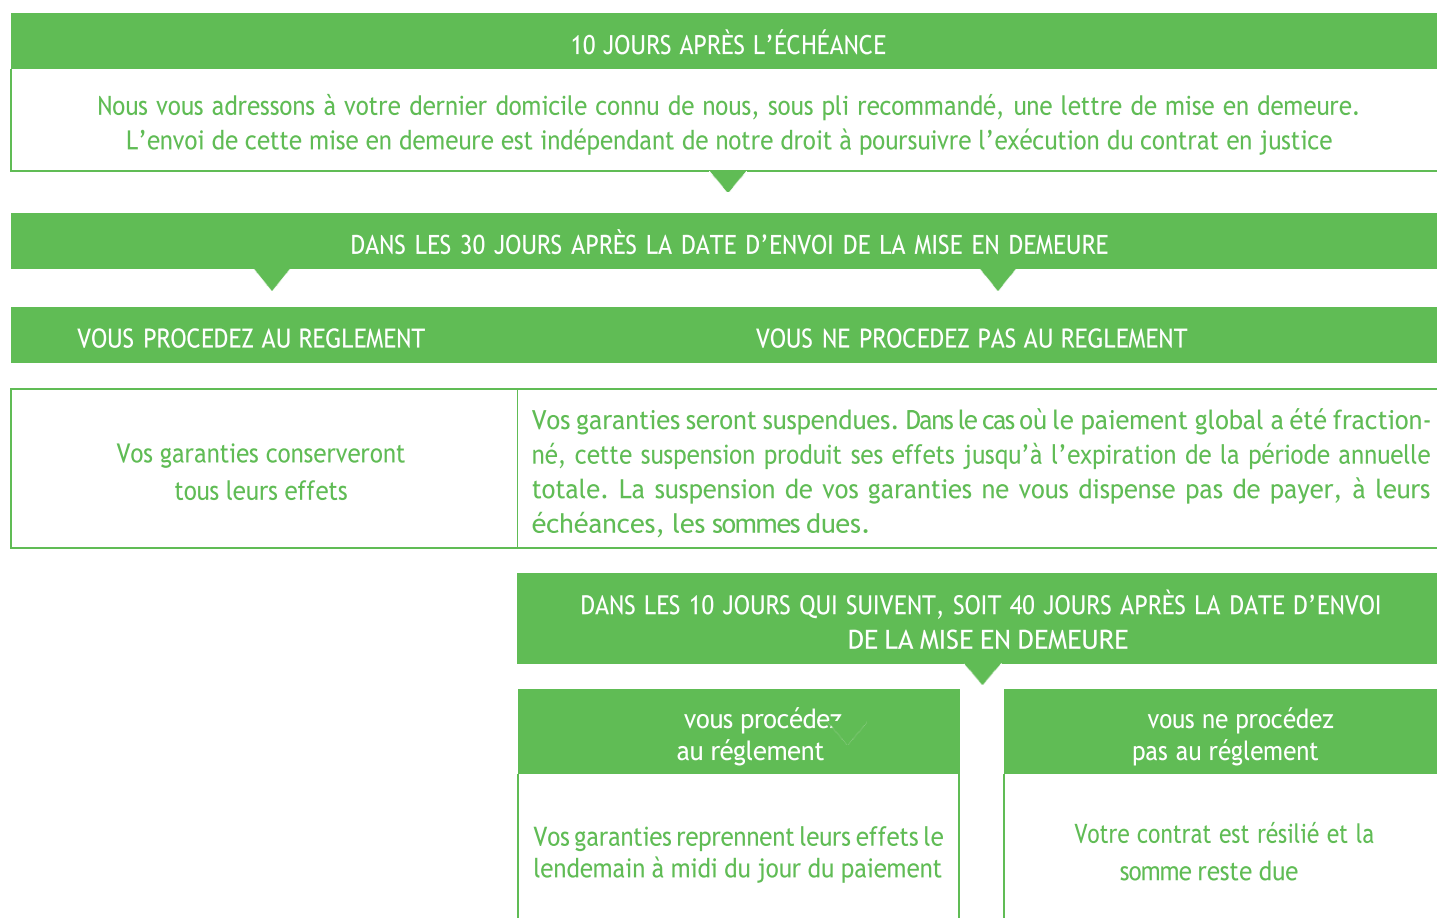 10 JOURS APRÈS L’ÉCHÉANCE
Nous vous adressons à votre dernier domicile connu de nous, sous pli recommandé, une lettre de mise en demeure.
L’envoi de cette mise en demeure est indépendant de notre droit à poursuivre l’exécution du contrat en justice
DANS LES 30 JOURS APRÈS LA DATE D’ENVOI DE LA MISE EN DEMEURE
VOUS PROCEDEZ AU REGLEMENT
VOUS NE PROCEDEZ PAS AU REGLEMENT
Vos garanties conserveront
tous leurs effets
Vos garanties seront suspendues. Dans le cas où le paiement global a été fraction-
né, cette suspension produit ses effets jusqu’à l’expiration de la période annuelle
totale. La suspension de vos garanties ne vous dispense pas de payer, à leurs
échéances, les sommes dues.
DANS LES 10 JOURS QUI SUIVENT, SOIT 40 JOURS APRÈS LA DATE D’ENVOI
DE LA MISE EN DEMEURE
vous procédez
au réglement
Vos garanties reprennent leurs effets le
lendemain à midi du jour du paiement
vous ne procédez
pas au réglement
Votre contrat est résilié et la
somme reste due